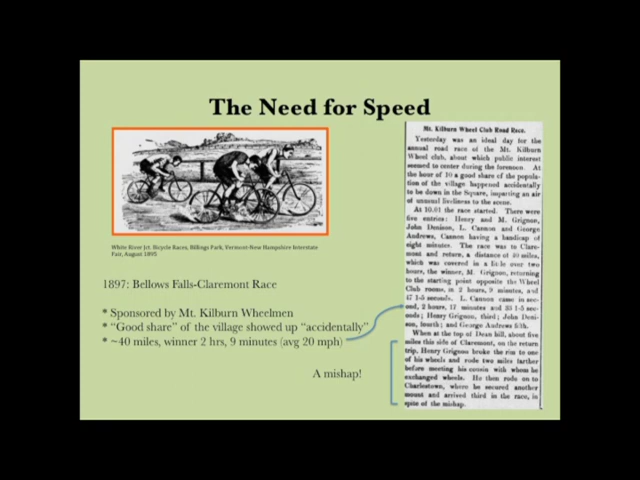 The Need for Speed
White River Jct. Bicycle Races, Billings Park, Vermont-New Hampshire Interstate
Fair, August 1895
1897: Bellows Falls-Claremont Race
* Sponsored by Mt. Kilburn Wheelmen
* “Good share” of the village showed up “accidentally”
* ~40 miles, winner 2 hrs, 9 minutes (avg 20 mph)
A mishap!
Mt. Kilburn Wheel Club Road Race.
Yesterday was an ideal day for the
annual road race of the Mt. Kilburn
Wheel club, about which public interest
seemed to center during the forenoon. At
the hour of 10 a good share of the popula-
tion of the village happened accidentally
to be down in the Square, imparting an air
of unusual liveliness to the scene.
At 10.01 the race started. There were
five entries: Henry and M. Grignon,
John Denison, L. Cannon and George
Andrews, Cannon having a handicap of
eight minutes. The race was to Clare-
mont and return, a distance of 40 miles,
which was covered in a little over two
hours, the winner, M. Grignon, returning
to the starting point opposite the Wheel
Club rooms, in 2 hours, 9 minutes, and
17 1-5 seconds. L. Cannon came in sec-
ond, 2 hours, 17 minutes and 20 1-5 sec-
onds; Henry Grignon, third; John Deni-
son, fourth; and George Andrews fifth.
When at the top of Dean hill, about five
miles this side of Claremont, on the return
trip, Henry Grignon broke the rim to one
of his wheels and rode two miles farther
before meeting his cousin with whom he
exchanged wheels. He then rode on to
Charlestown, where he secured another
mount and arrived third in the race, in
spite of the mishap.